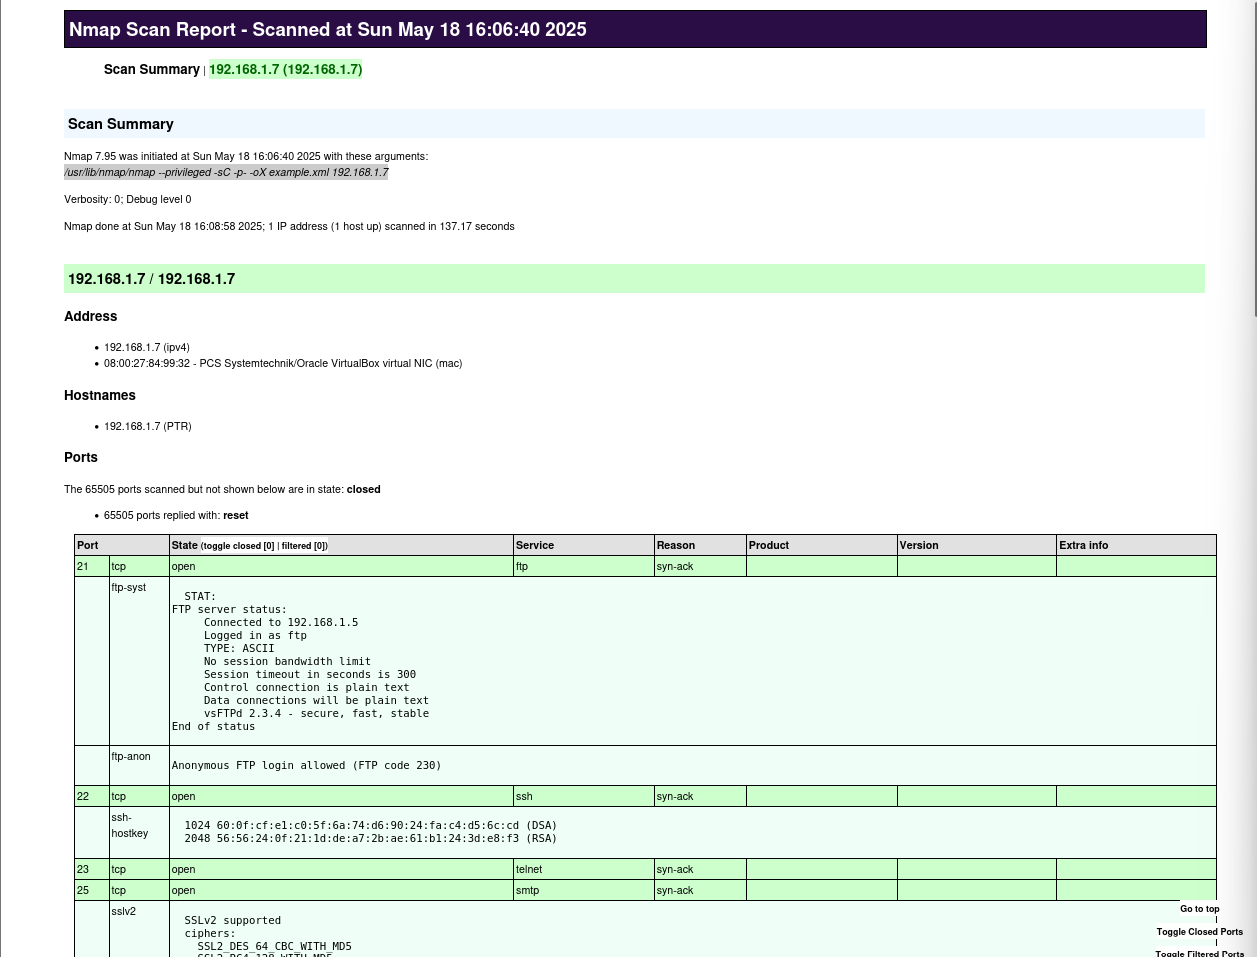 Nmap Scan Report - Scanned at Sun May 18 16:06:40 2025
Scan Summary | 192.168.1.7 (192.168.1.7)
Scan Summary
Nmap 7.95 was initiated at Sun May 18 16:06:40 2025 with these arguments:
/usr/lib/nmap/nmap --privileged -sC -p- -oX example.xml 192.168.1.7
Verbosity: 0; Debug level 0
Nmap done at Sun May 18 16:08:58 2025; 1 IP address (1 host up) scanned in 137.17 seconds
192.168.1.7 / 192.168.1.7
Address
• 192.168.1.7 (ipv4)
• 08:00:27:84:99:32 - PCS Systemtechnik/Oracle VirtualBox virtual NIC (mac)
Hostnames
• 192.168.1.7 (PTR)
Ports
The 65505 ports scanned but not shown below are in state: closed
• 65505 ports replied with: reset
Port State (toggle closed [0] | filtered [0]) Service Reason Product Version Extra info
21 tcp open ftp syn-ack
ftp-syst
STAT:
FTP server status:
Connected to 192.168.1.5
Logged in as ftp
TYPE: ASCII
No session bandwidth limit
Session timeout in seconds is 300
Control connection is plain text
Data connections will be plain text
vsFTPd 2.3.4 - secure, fast, stable
End of status
ftp-anon
Anonymous FTP login allowed (FTP code 230)
22 tcp open ssh syn-ack
ssh-
hostkey
1024 60:0f:cf:e1:c0:5f:6a:74:d6:90:24:fa:c4:d5:6c:cd (DSA)
2048 56:56:24:0f:21:1d:de:a7:2b:ae:61:b1:24:3d:e8:f3 (RSA)
23 tcp open telnet syn-ack
25 tcp open smtp syn-ack
sslv2
SSLv2 supported
ciphers:
SSL2_DES_64_CBC_WITH_MD5
SSL2_RC4_128_WITH_MD5
Go to top
Toggle Closed Ports
Toggle Filtered Ports